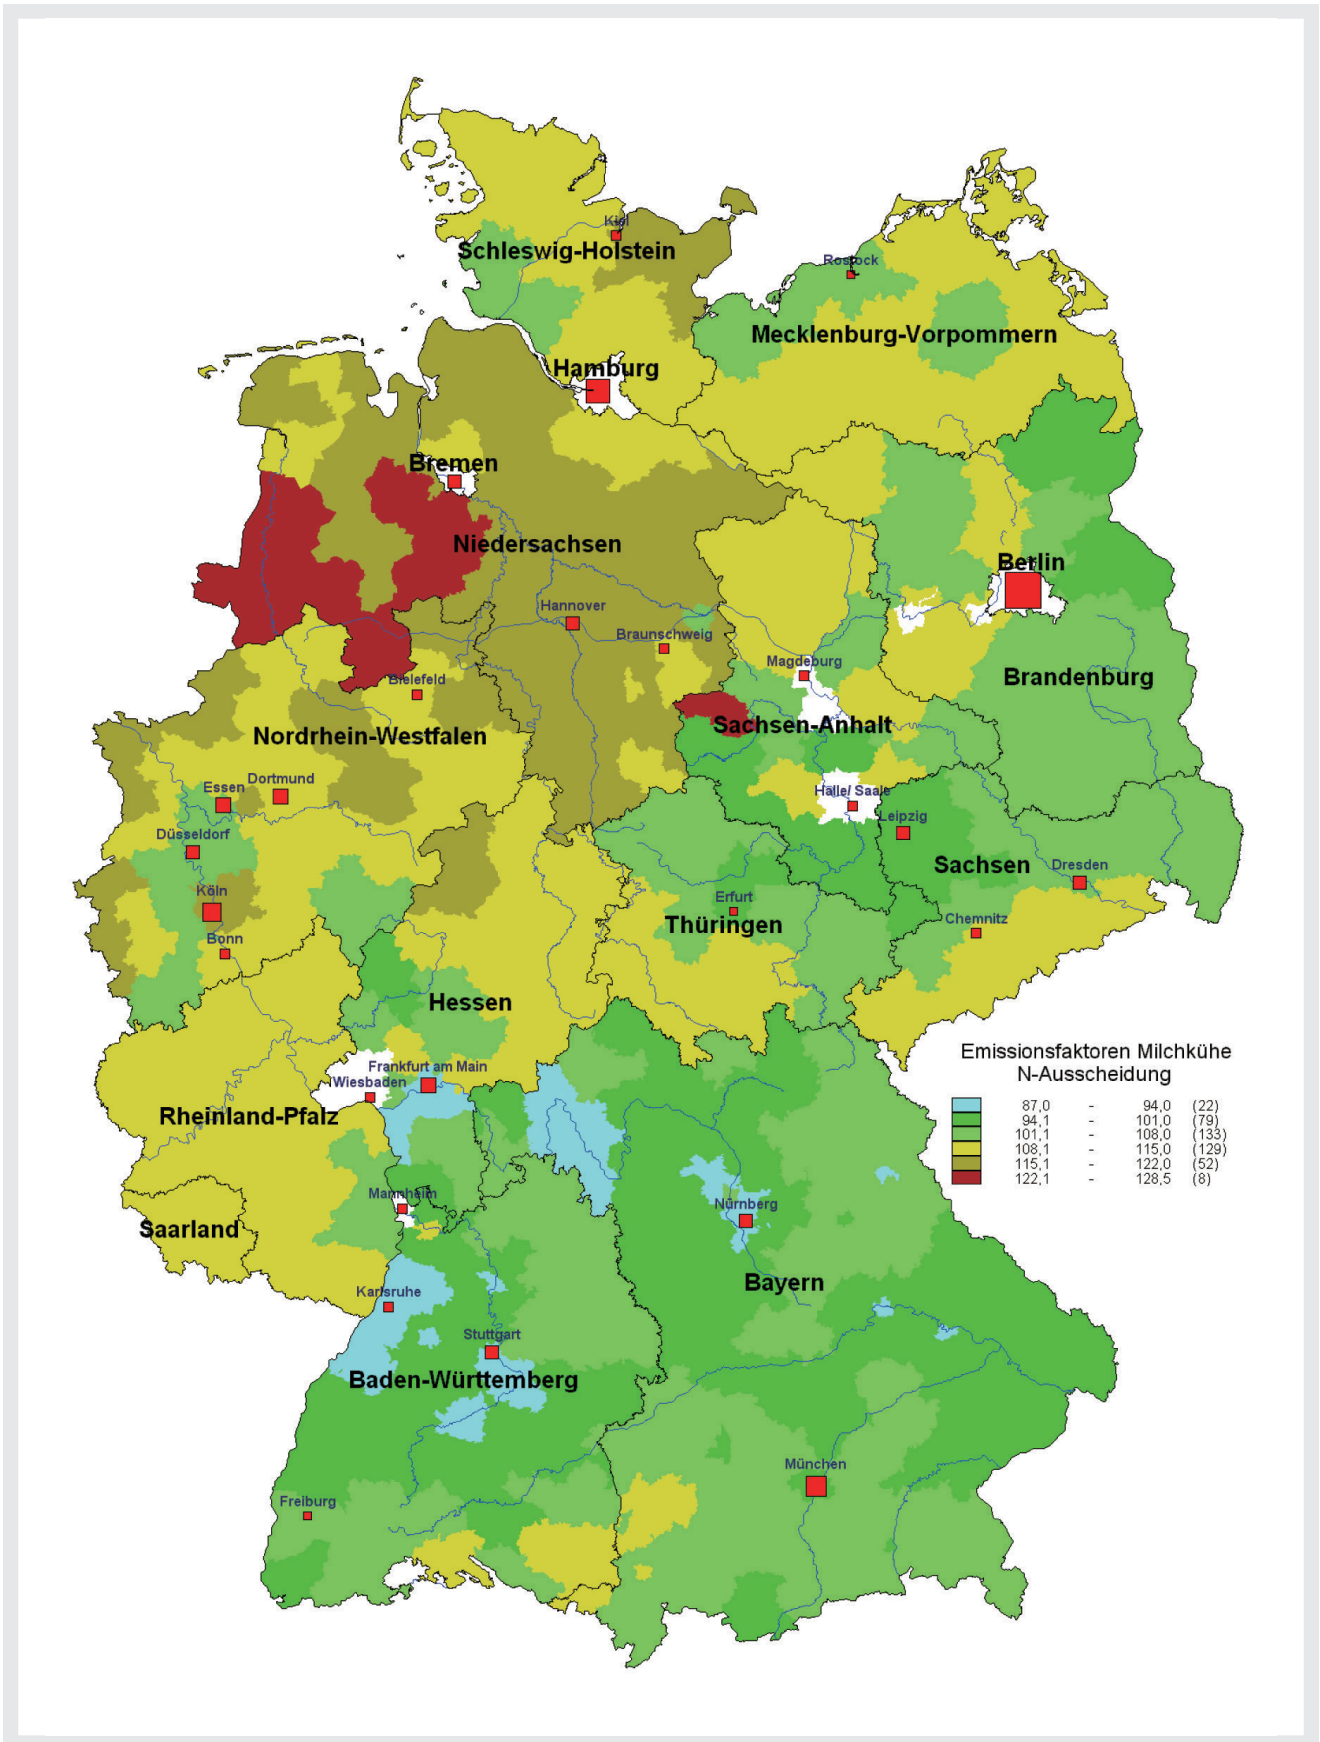 Kiel
Schleswig-Holstein
Rostock
Mecklenburg-Vorpommern
Hamburg
Bremen
Niedersachsen
Berlin
Hannover
Braunschweig
Magdeburg
Brandenburg
Bielefeld
Sachsen-Anhalt
Nordrhein-Westfalen
Essen
Dortmund
Halle/ Saale
Leipzig
Düsseldorf
Sachsen
Dresden
Köln
Erfurt
Thüringen
Chemnitz
Bonn
Hessen
Emissionsfaktoren Milchkühe
N-Ausscheidung
87,0 - 94,0 (22)
94,1 - 101,0 (79)
101,1 - 108,0 (133)
108,1 - 115,0 (129)
115,1 - 122,0 (52)
122,1 - 128,5 (8)
Frankfurt am Main
Wiesbaden
Rheinland-Pfalz
Mannheim
Nürnberg
Saarland
Bayern
Karlsruhe
Stuttgart
Baden-Württemberg
München
Freiburg